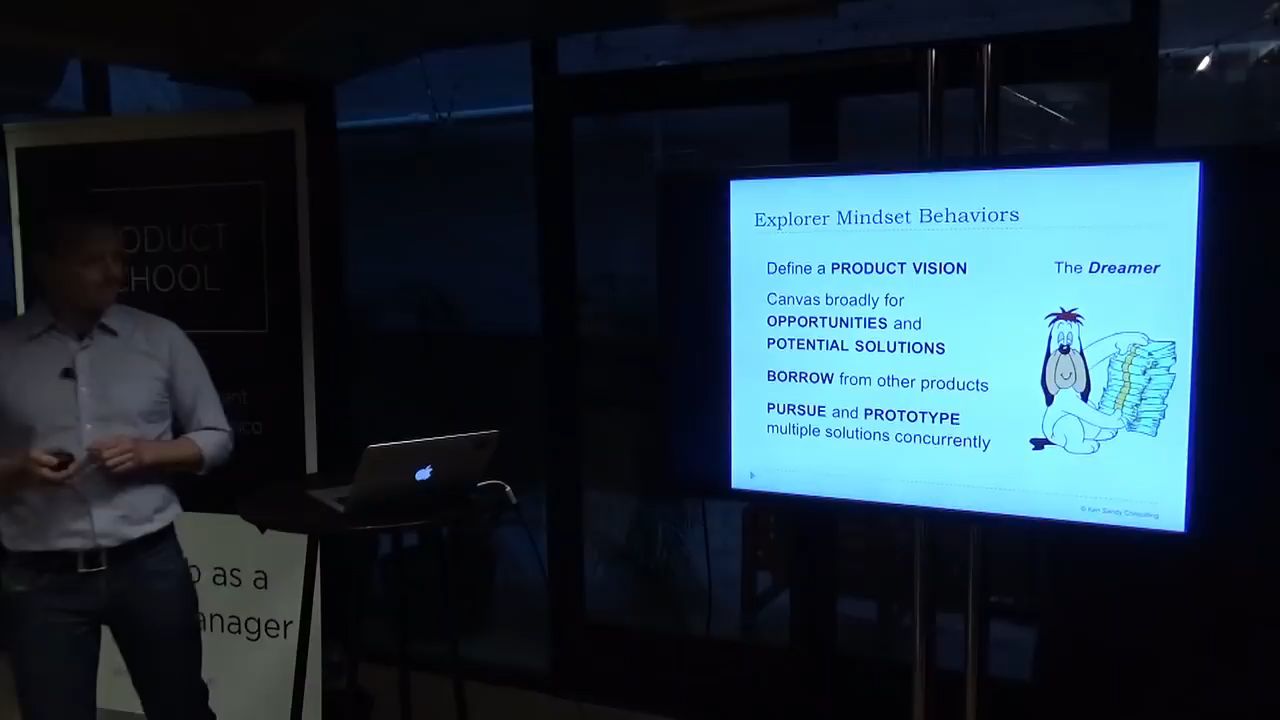 ODUCT
CHOOL
as a
anager
Explorer Mindset Behaviors
Define a PRODUCT VISION
The Dreamer
Canvas broadly for
OPPORTUNITIES and
POTENTIAL SOLUTIONS
BORROW from other products
PURSUE and PROTOTYPE
multiple solutions concurrently
© Ken Sandy Consulting